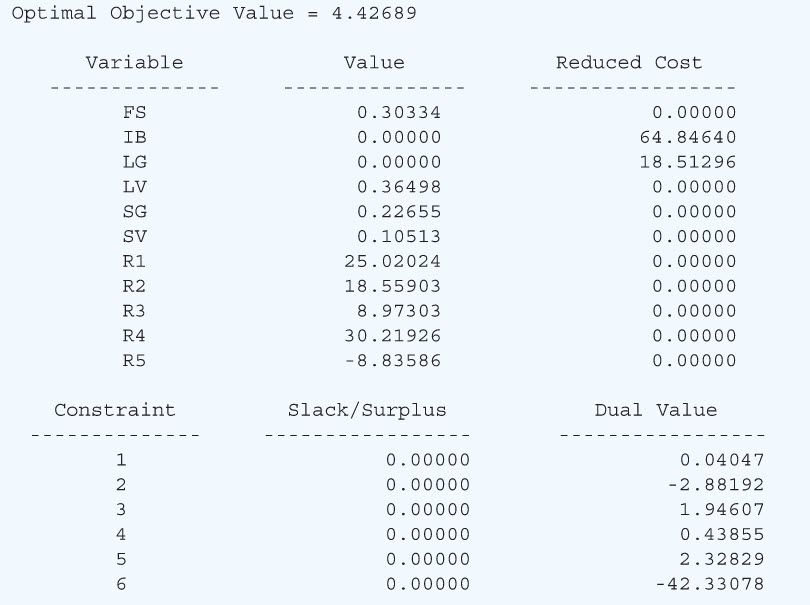 Optimal Objective Value = 4.42689
Variable Value Reduced Cost
-------------- --------------- -----------------
FS 0.30334 0.00000
IB 0.00000 64.84640
LG 0.00000 18.51296
LV 0.36498 0.00000
SG 0.22655 0.00000
SV 0.10513 0.00000
R1 25.02024 0.00000
R2 18.55903 0.00000
R3 8.97303 0.00000
R4 30.21926 0.00000
R5 -8.83586 0.00000
Constraint Slack/Surplus Dual Value
-------------- ----------------- -----------------
1 0.00000 0.04047
2 0.00000 -2.88192
3 0.00000 1.94607
4 0.00000 0.43855
5 0.00000 2.32829
6 0.00000 -42.33078